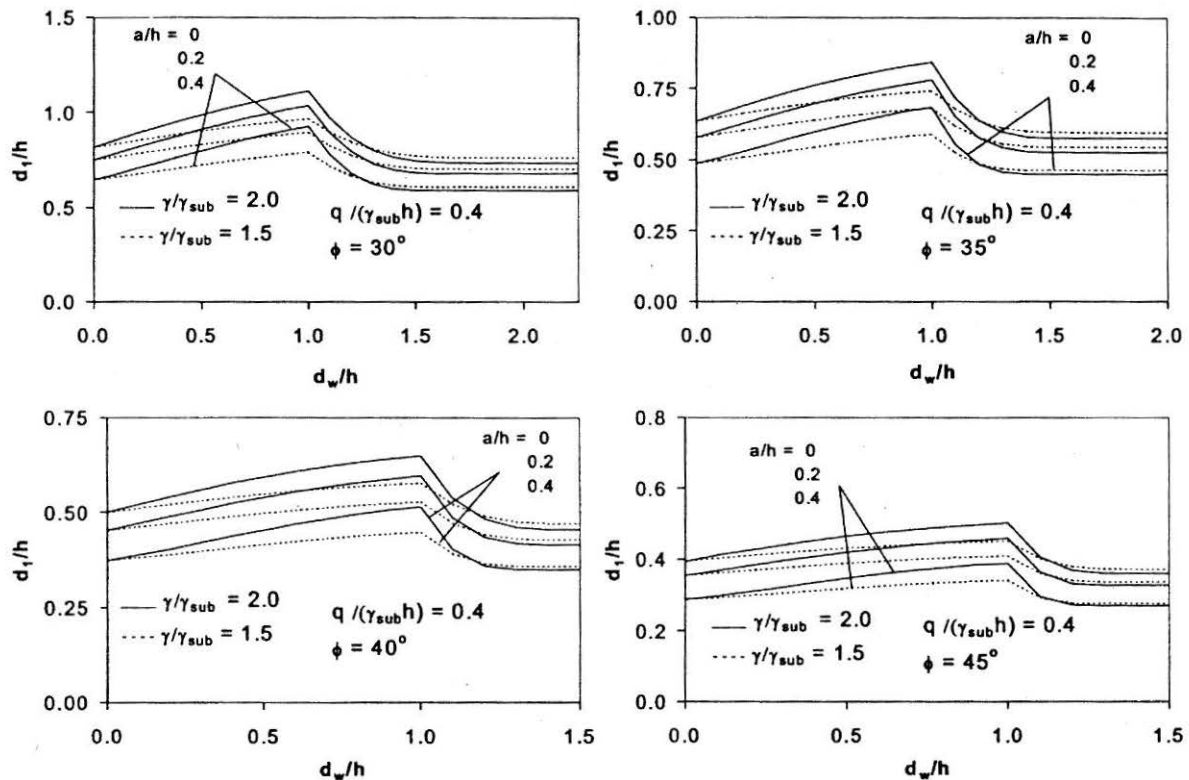 1.5
1.0
0.5
0.0
d₁/h
a/h = 0
0.2
0.4
γ/γsub = 2.0
γ/γsub = 1.5
q /(γsubh) = 0.4
ϕ = 30°
0.0 0.5 1.0 1.5 2.0
dw/h
1.00
0.75
0.50
0.25
0.00
d₁/h
a/h = 0
0.2
0.4
γ/γsub = 2.0
γ/γsub = 1.5
q /(γsubh) = 0.4
ϕ = 35°
0.0 0.5 1.0 1.5 2.0
dw/h
0.75
0.50
0.25
0.00
d₁/h
a/h = 0
0.2
0.4
γ/γsub = 2.0
γ/γsub = 1.5
q /(γsubh) = 0.4
ϕ = 40°
0.0 0.5 1.0 1.5
dw/h
0.8
0.6
0.4
0.2
0.0
d₁/h
a/h = 0
0.2
0.4
γ/γsub = 2.0
γ/γsub = 1.5
q /(γsubh) = 0.4
ϕ = 45°
0.0 0.5 1.0 1.5
dw/h